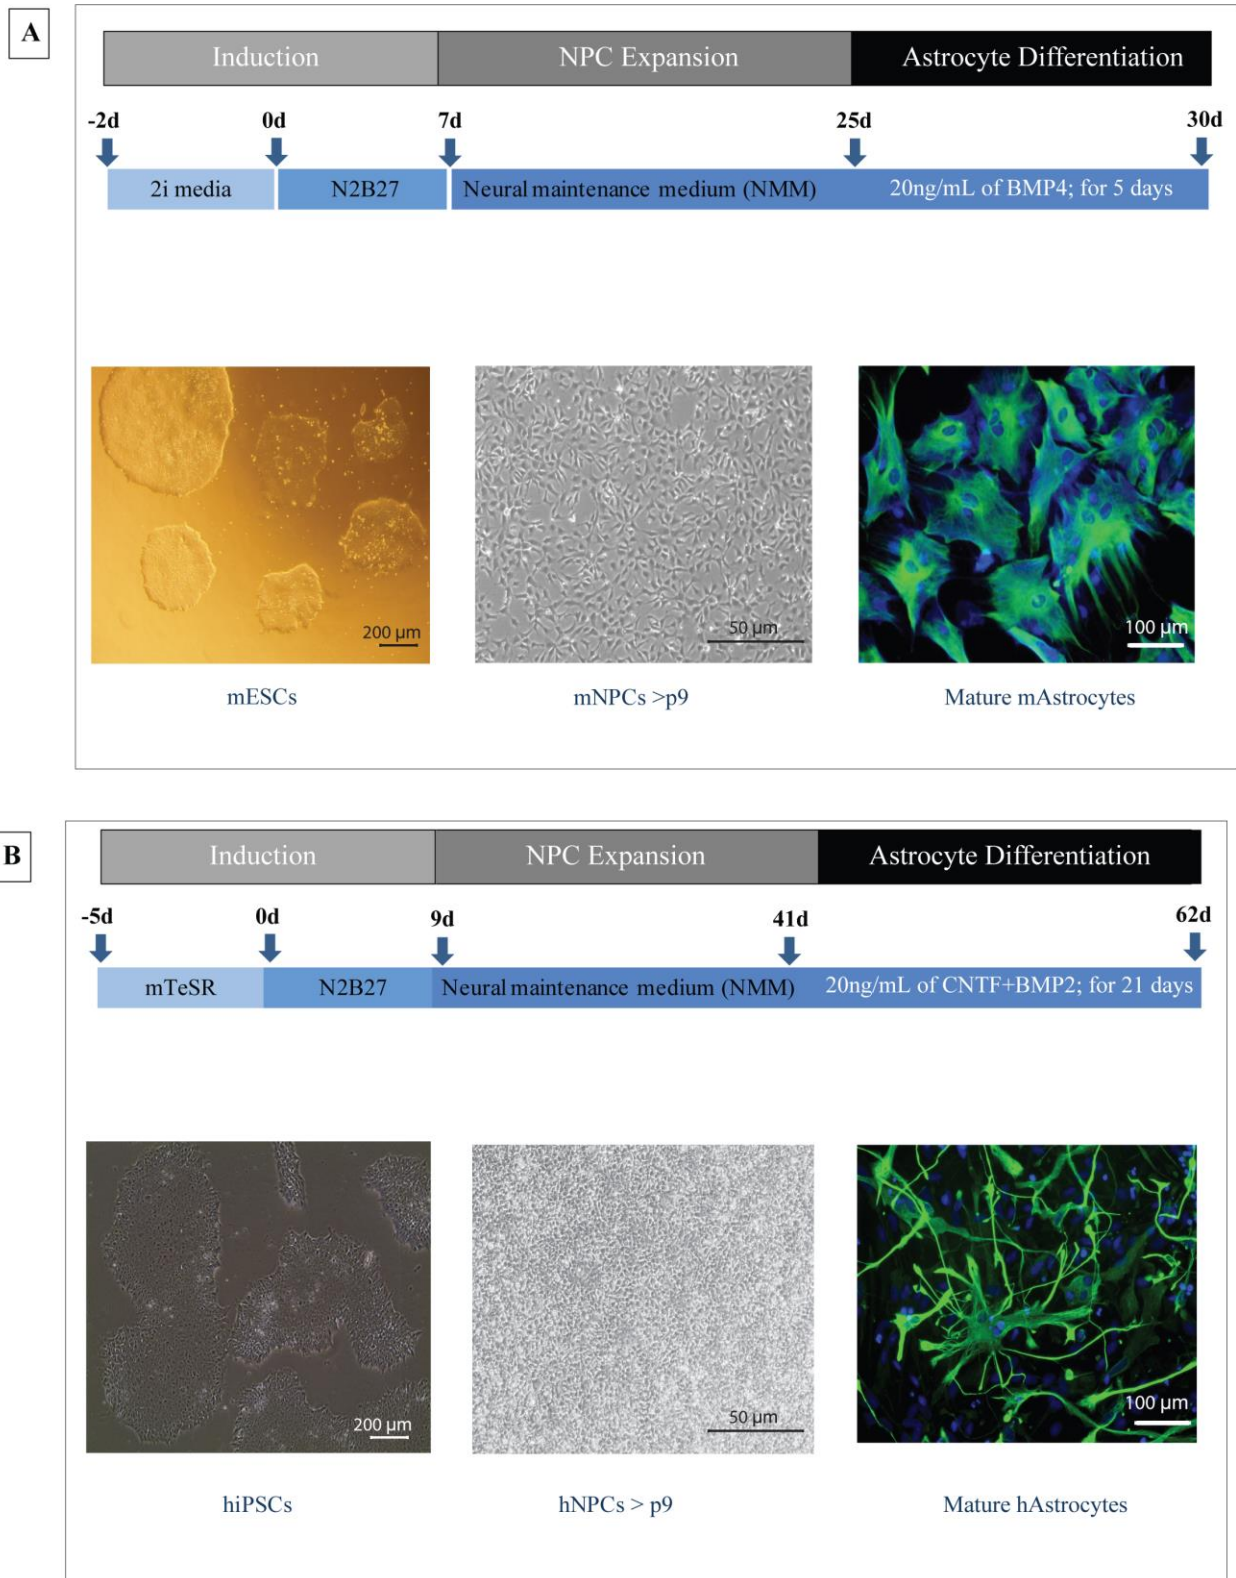 A
Induction NPC Expansion Astrocyte Differentiation
-2d 0d 7d 25d 30d
2i media N2B27 Neural maintenance medium (NMM) 20ng/mL of BMP4; for 5 days
200 µm 50 µm 100 µm
mESCs mNPCs >p9 Mature mAstrocytes
B
Induction NPC Expansion Astrocyte Differentiation
-5d 0d 9d 41d 62d
mTeSR N2B27 Neural maintenance medium (NMM) 20ng/mL of CNTF+BMP2; for 21 days
200 µm 50 µm 100 µm
hiPSCs hNPCs > p9 Mature hAstrocytes